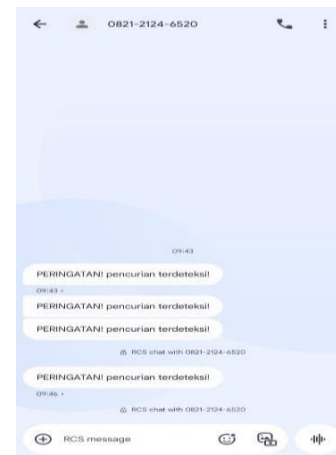 0821-2124-6520
09:43
PERINGATAN! pencurian terdeteksi!
09:43 •
PERINGATAN! pencurian terdeteksi!
PERINGATAN! pencurian terdeteksi!
RCS chat with 0821-2124-6520
PERINGATAN! pencurian terdeteksi!
09:46 •
RCS chat with 0821-2124-6520
RCS message